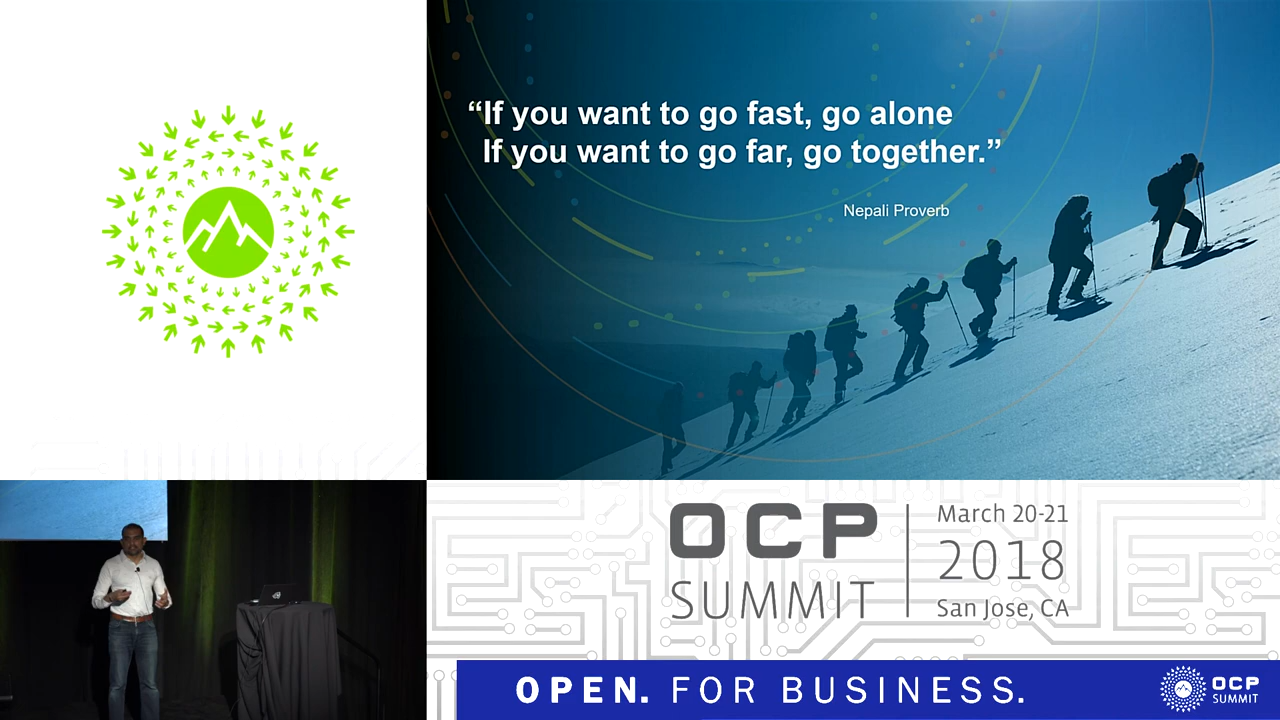 “If you want to go fast, go alone
If you want to go far, go together.”
Nepali Proverb
OCP
SUMMIT
March 20-21
2018
San Jose, CA
OPEN. FOR BUSINESS.
OCP
SUMMIT